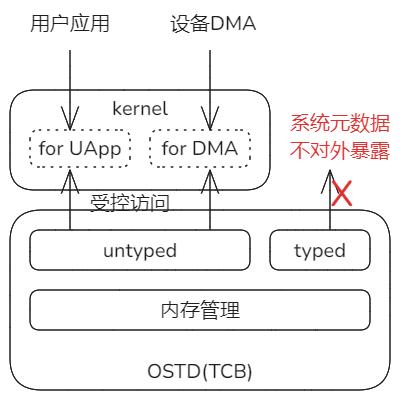 用户应用
设备DMA
kernel
for UApp
for DMA
系统元数据
不对外暴露
受控访问
untyped
typed
内存管理
OSTD(TCB)